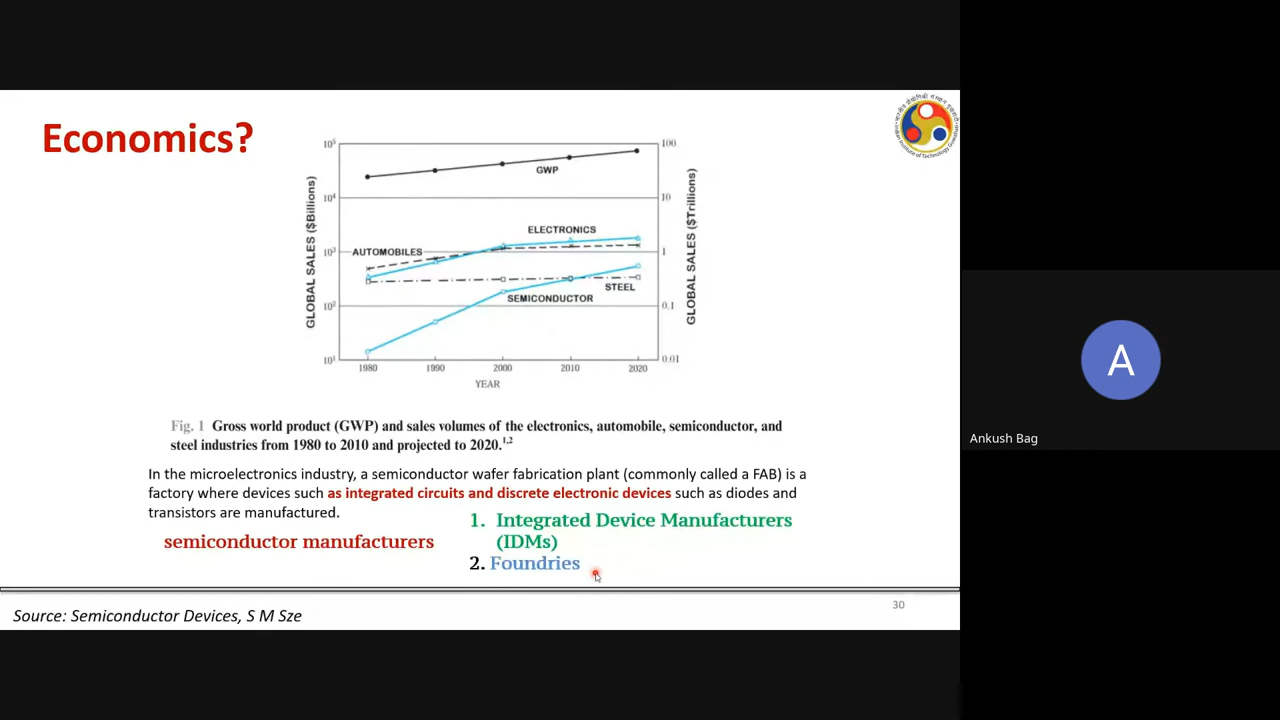 Economics?
10⁵
10⁴
10³
10²
10¹
GLOBAL SALES ($Billions)
GWP
ELECTRONICS
AUTOMOBILES
STEEL
SEMICONDUCTOR
100
10
1
0.1
0.01
GLOBAL SALES ($Trillions)
1980 1990 2000 2010 2020
YEAR
Fig. 1 Gross world product (GWP) and sales volumes of the electronics, automobile, semiconductor, and
steel industries from 1980 to 2010 and projected to 2020.¹,²
In the microelectronics industry, a semiconductor wafer fabrication plant (commonly called a FAB) is a
factory where devices such as integrated circuits and discrete electronic devices such as diodes and
transistors are manufactured.
semiconductor manufacturers
1. Integrated Device Manufacturers
(IDMs)
2. Foundries
30
Source: Semiconductor Devices, S M Sze
A
Ankush Bag